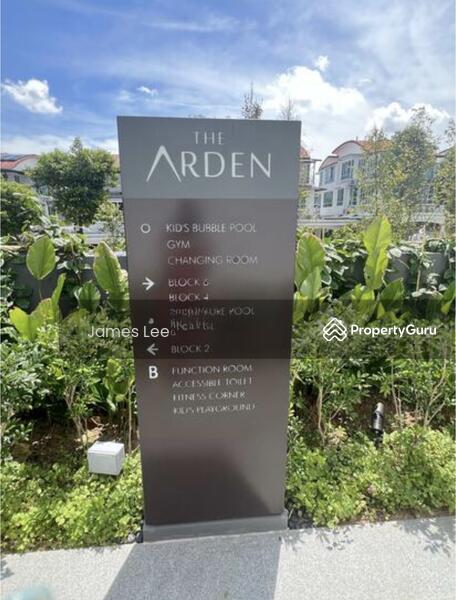 THE
ARDEN
KID'S BUBBLE POOL
GYM
CHANGING ROOM
→ BLOCK 6
BLOCK 4
POOL
James Lee
PropertyGuru
← BLOCK 2
B FUNCTION ROOM
ACCESSIBLE TOILET
FITNESS CORNER
KID'S PLAYGROUND